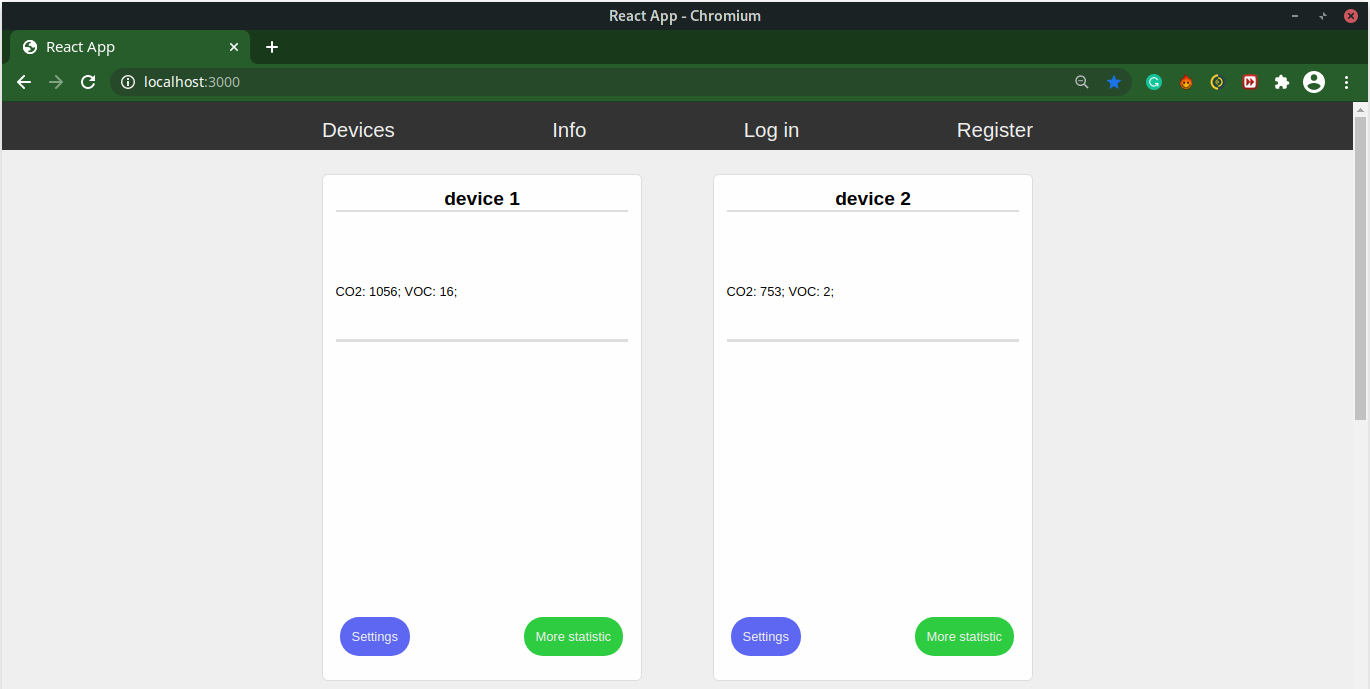 React App - Chromium
React App
localhost:3000
Devices Info Log in Register
device 1 device 2
CO2: 1056; VOC: 16; CO2: 753; VOC: 2;
Settings More statistic Settings More statistic